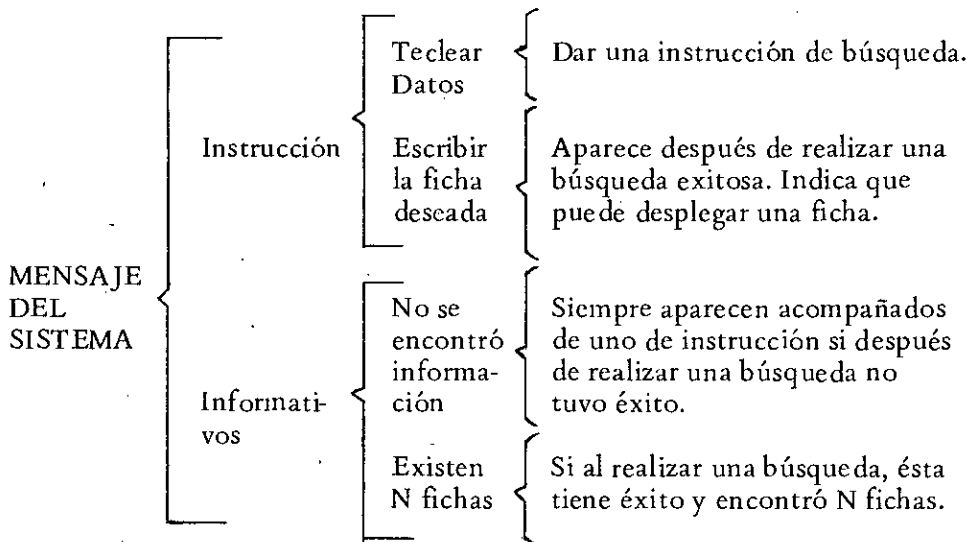 MENSAJE
DEL
SISTEMA
Instrucción
Teclear
Datos
Dar una instrucción de búsqueda.
Escribir
la ficha
deseada
Aparece después de realizar una
búsqueda exitosa. Indica que
puede desplegar una ficha.
Informati-
vos
No se
encontró
informa-
ción
Siempre aparecen acompañados
de uno de instrucción si después
de realizar una búsqueda no
tuvo éxito.
Existen
N fichas
Si al realizar una búsqueda, ésta
tiene éxito y encontró N fichas.